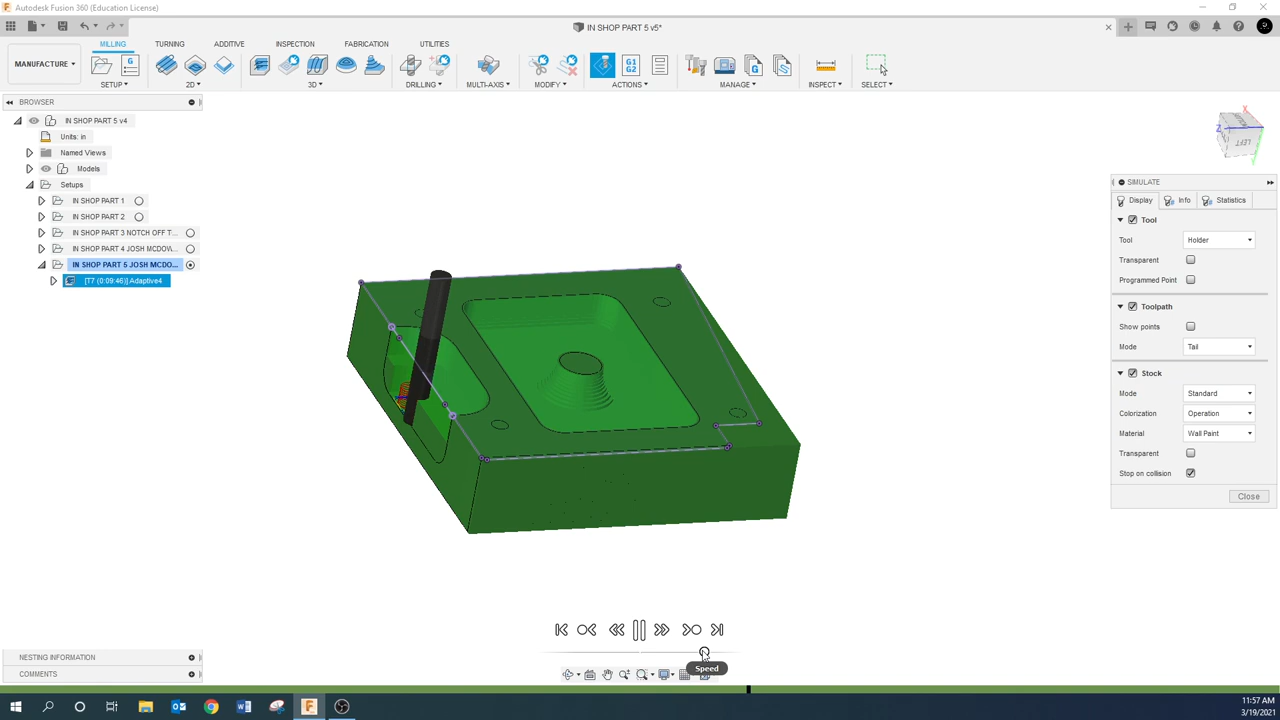 Autodesk Fusion 360 (Education License)
IN SHOP PART 5 v5*
MILLING TURNING ADDITIVE INSPECTION FABRICATION UTILITIES
MANUFACTURE
SETUP 2D 3D DRILLING MULTI-AXIS MODIFY ACTIONS MANAGE INSPECT SELECT
G1
G2
BROWSER
IN SHOP PART 5 v4
Units: in
Named Views
Models
Setups
IN SHOP PART 1
IN SHOP PART 2
IN SHOP PART 3 NOTCH OFF T...
IN SHOP PART 4 JOSH MCDOW...
IN SHOP PART 5 JOSH MCDO...
[T7 (0:09:46)] Adaptive4
X
Z
LEFT
SIMULATE
Display Info Statistics
Tool
Tool Holder
Transparent
Programmed Point
Toolpath
Show points
Mode Tail
Stock
Mode Standard
Colorization Operation
Material Wall Paint
Transparent
Stop on collision
Close
Speed
NESTING INFORMATION
COMMENTS
11:57 AM
3/19/2021